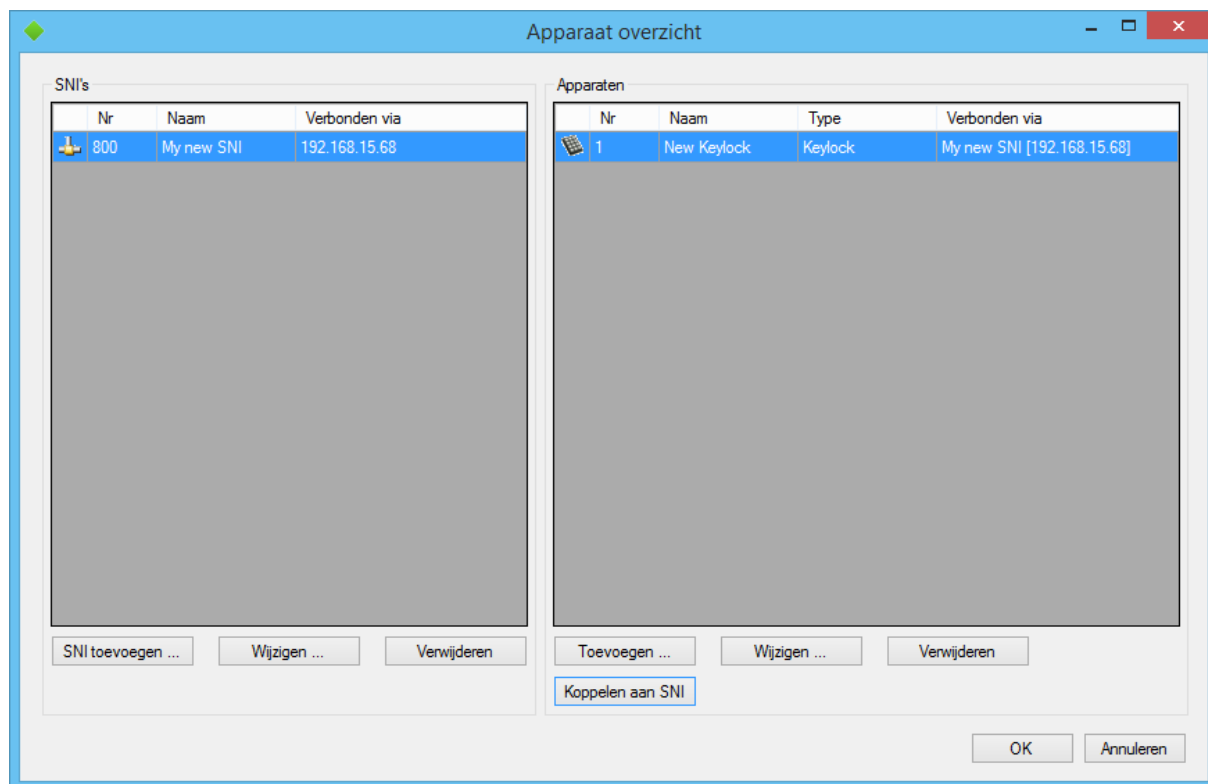 Apparaat overzicht
SNI's
Nr Naam Verbonden via
800 My new SNI 192.168.15.68
SNI toevoegen ... Wijzigen ... Verwijderen
Apparaten
Nr Naam Type Verbonden via
1 New Keylock Keylock My new SNI [192.168.15.68]
Toevoegen ... Wijzigen ... Verwijderen
Koppelen aan SNI
OK Annuleren